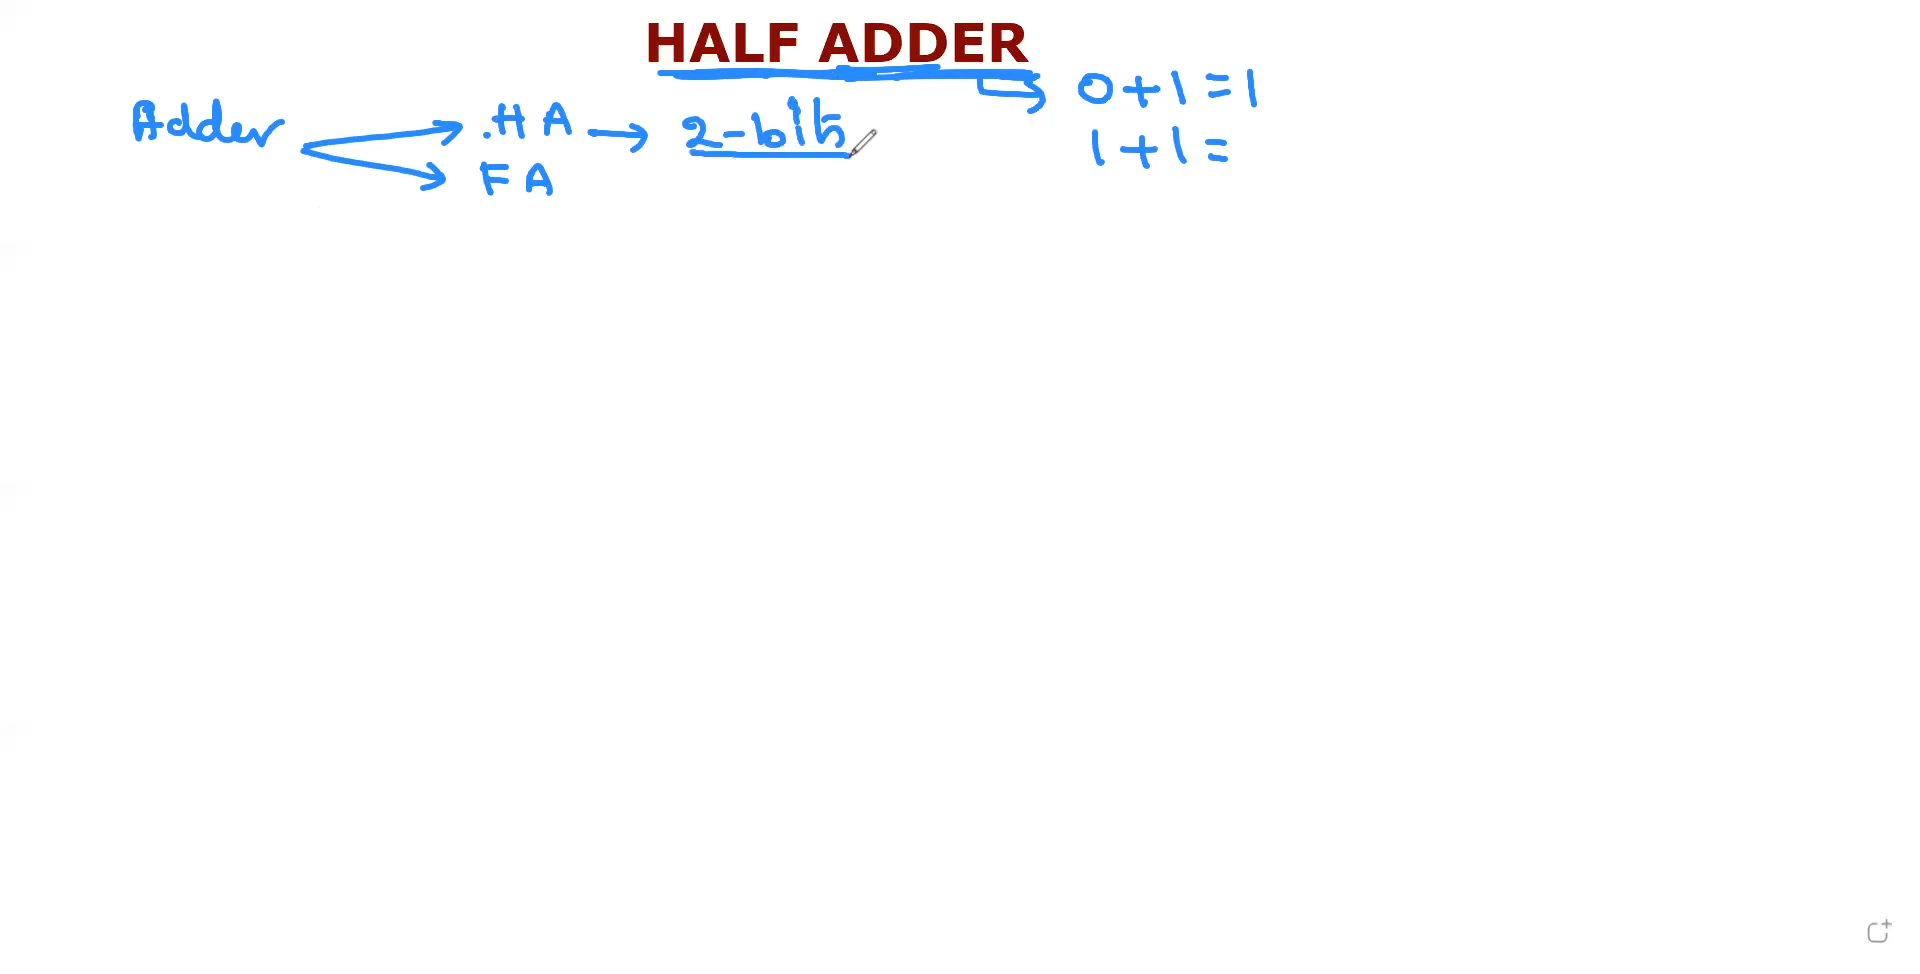 HALF ADDER
0+1=1
Adder .HA → 2-bits
1+1=
FA